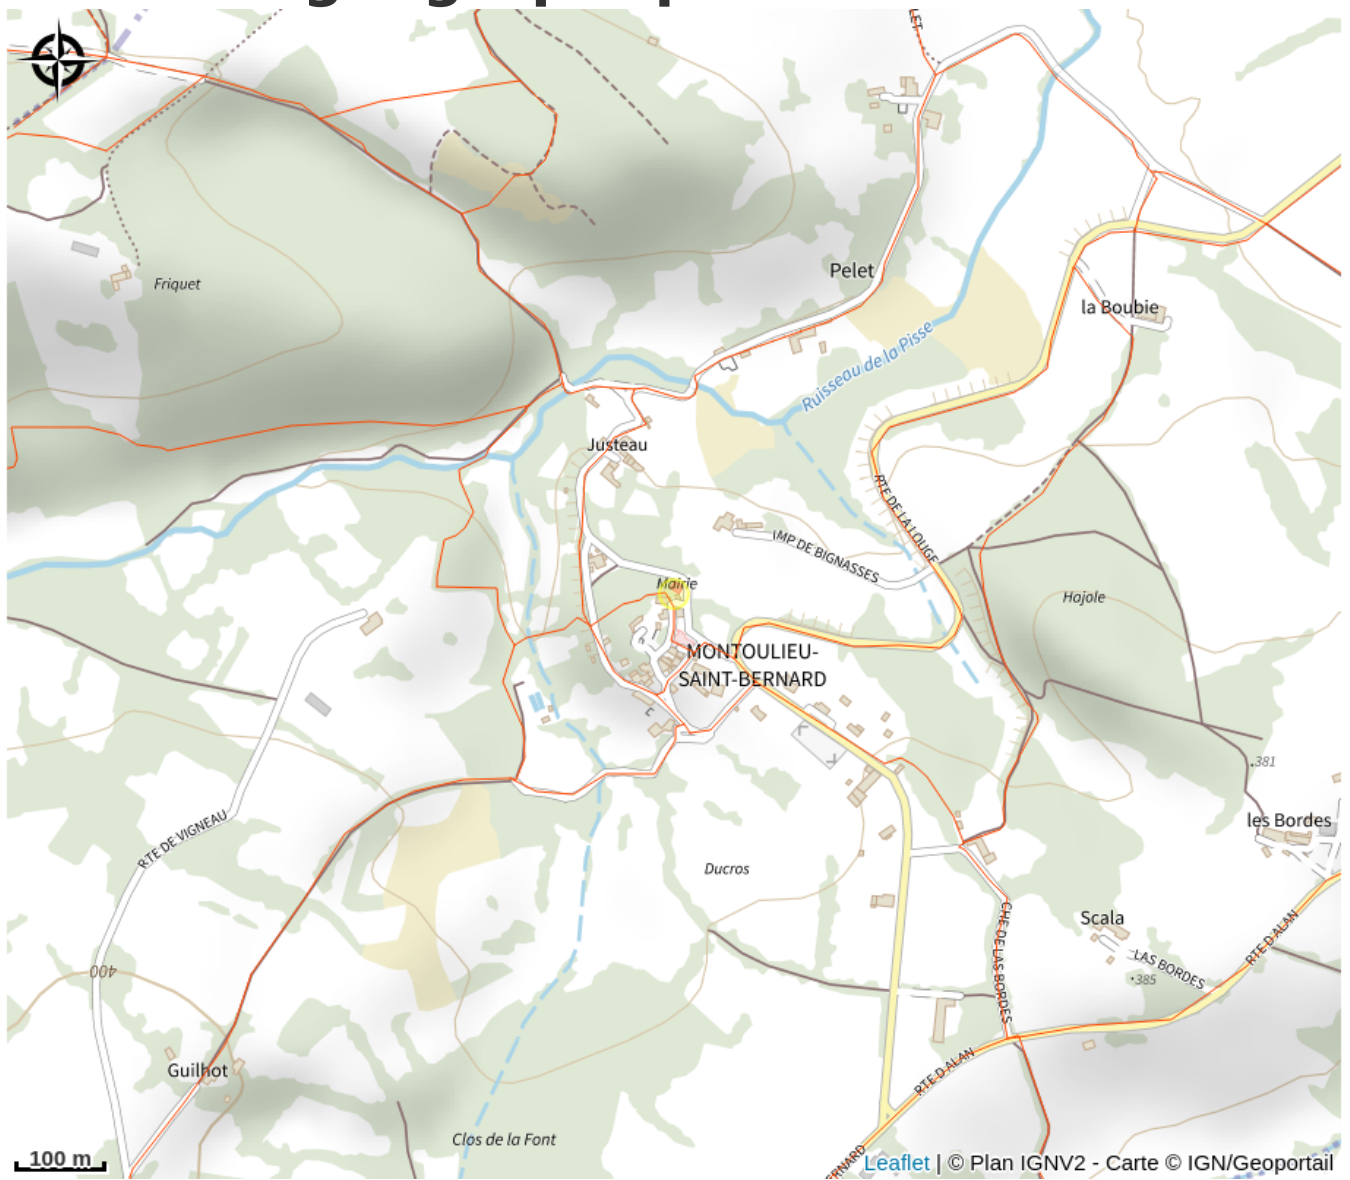 LET
Friquet
Pelet
la Boubie
Ruisseau de la Pisse
Justeau
RTE DE LA LOUGE
IMP DE BIGNASSES
Mairie
Hajole
MONTOULIEU-
SAINT-BERNARD
381
les Bordes
RTE DE VIGNEAU
Ducros
Scala
CHE DE LAS BORDES
LAS BORDES
RTE D ALAN
385
400
Guilhot
RTE D ALAN
Clos de la Font
ERNARD
100 m
Leaflet | © Plan IGNV2 - Carte © IGN/Geoportail